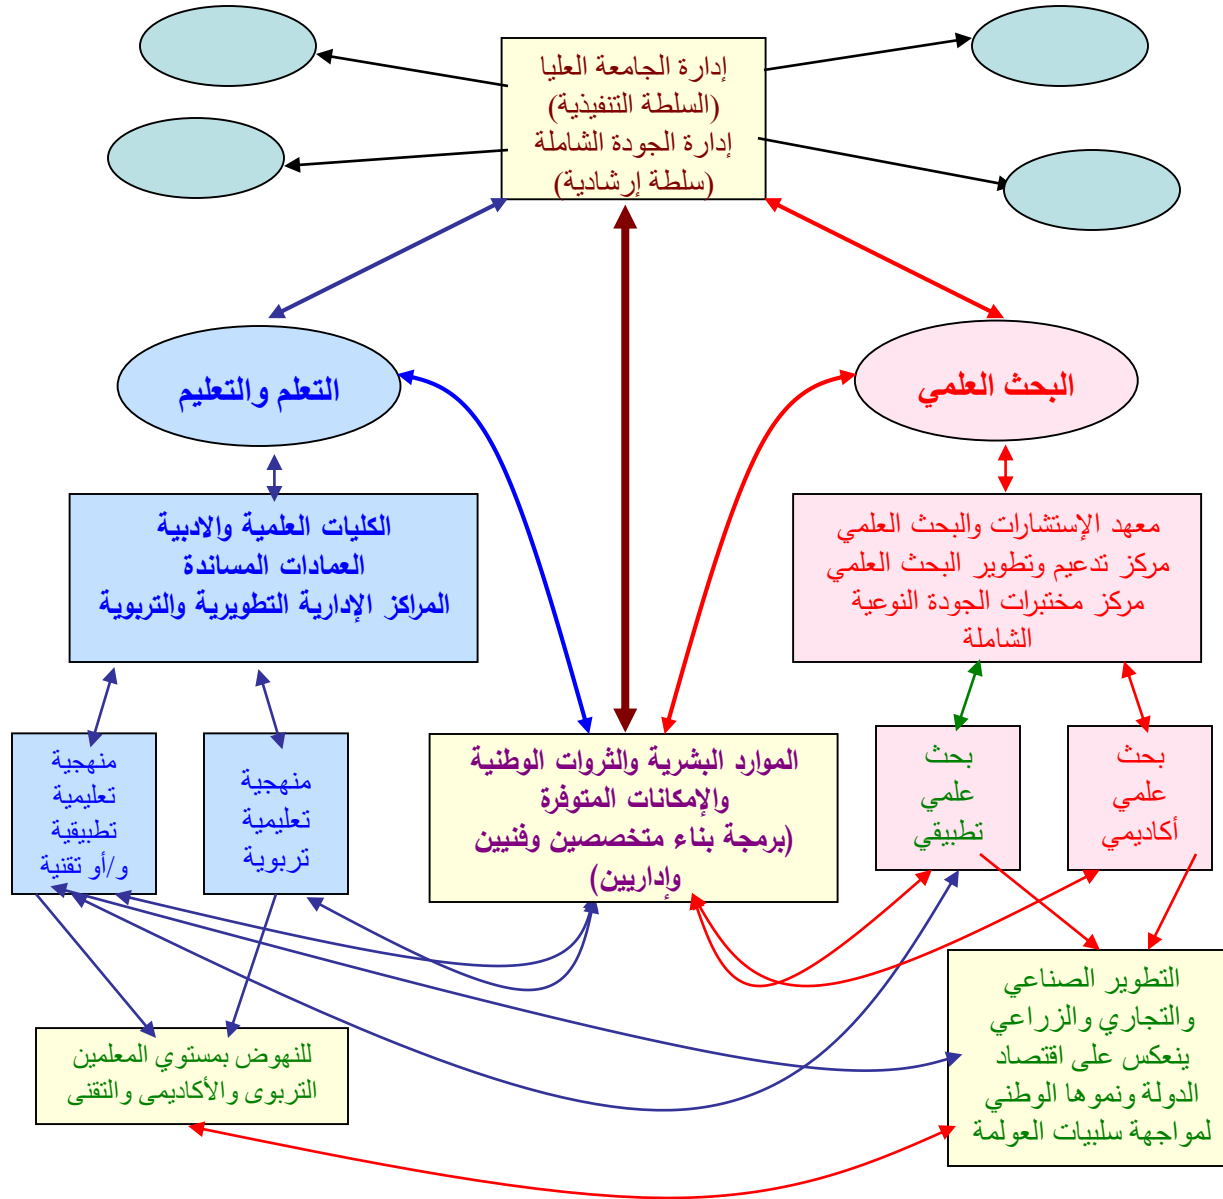 إدارة الجامعة العليا
(السلطة التنفيذية)
إدارة الجودة الشاملة
(سلطة إرشادية)
البحث العلمي
التعلم والتعليم
معهد الإستشارات والبحث العلمي
مركز تدعيم وتطوير البحث العلمي
مركز مختبرات الجودة النوعية
الشاملة
الكليات العلمية والادبية
العمادات المساندة
المراكز الإدارية التطويرية والتربوية
بحث
علمي
أكاديمي
بحث
علمي
تطبيقي
الموارد البشرية والثروات الوطنية
والإمكانات المتوفرة
(برمجة بناء متخصصين وفنيين
وإداريين)
منهجية
تعليمية
تربوية
منهجية
تعليمية
تطبيقية
و/أو تقنية
التطوير الصناعي
والتجاري والزراعي
ينعكس على اقتصاد
الدولة ونموها الوطني
لمواجهة سلبيات العولمة
للنهوض بمستوي المعلمين
التربوى والأكاديمى والتقنى